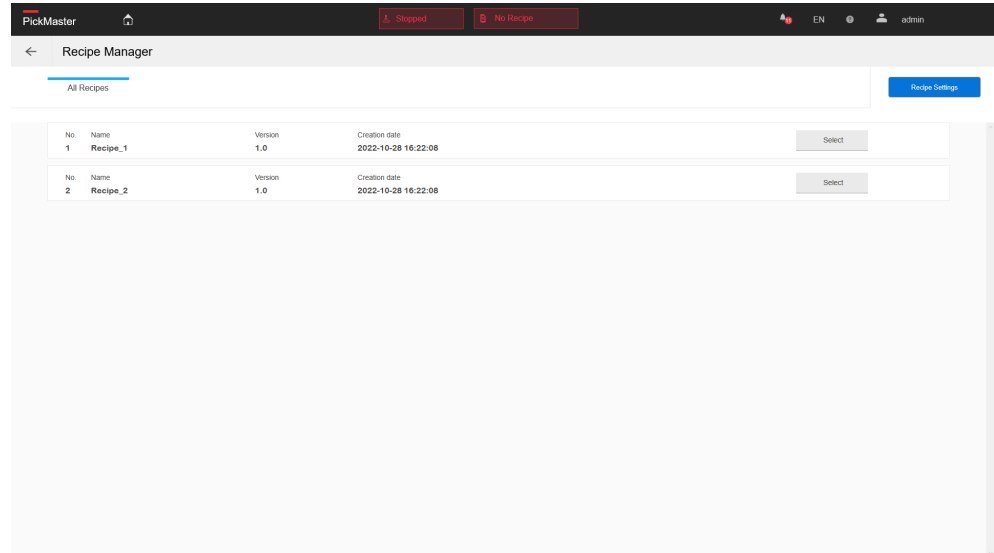 PickMaster Stopped No Recipe 11 EN admin
Recipe Manager
All Recipes Recipe Settings
No. Name Version Creation date Select
1 Recipe_1 1.0 2022-10-28 16:22:08
No. Name Version Creation date Select
2 Recipe_2 1.0 2022-10-28 16:22:08